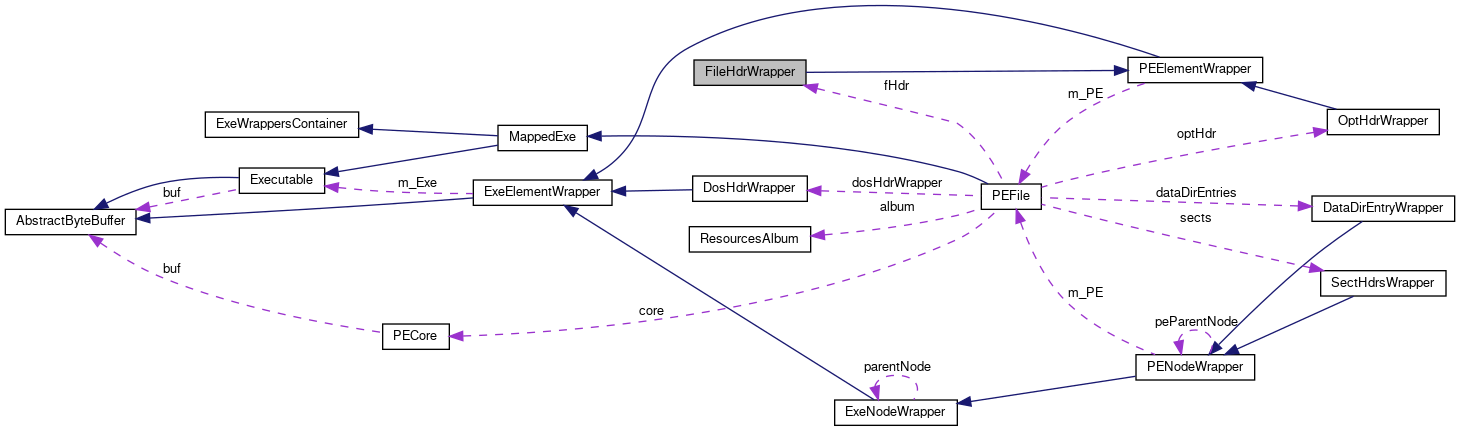 FileHdrWrapper
PEElementWrapper
fHdr
m_PE
ExeWrappersContainer
MappedExe
OptHdrWrapper
optHdr
Executable
m_Exe
buf
ExeElementWrapper
DosHdrWrapper
dosHdrWrapper
PEFile
dataDirEntries
DataDirEntryWrapper
AbstractByteBuffer
album
sects
ResourcesAlbum
buf
SectHdrsWrapper
m_PE
core
peParentNode
PECore
PENodeWrapper
parentNode
ExeNodeWrapper